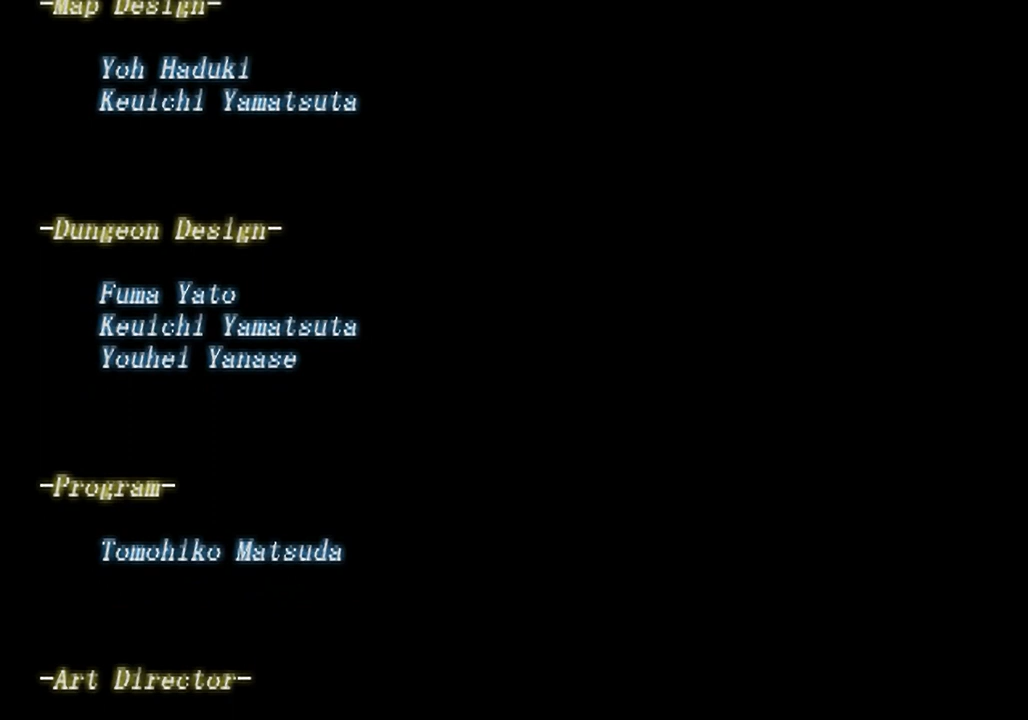 -Map Design-
Yoh Haduki
Keuichi Yamatsuta
-Dungeon Design-
Fuma Yato
Keuichi Yamatsuta
Youhei Yanase
-Program-
Tomohiko Matsuda
-Art Director-